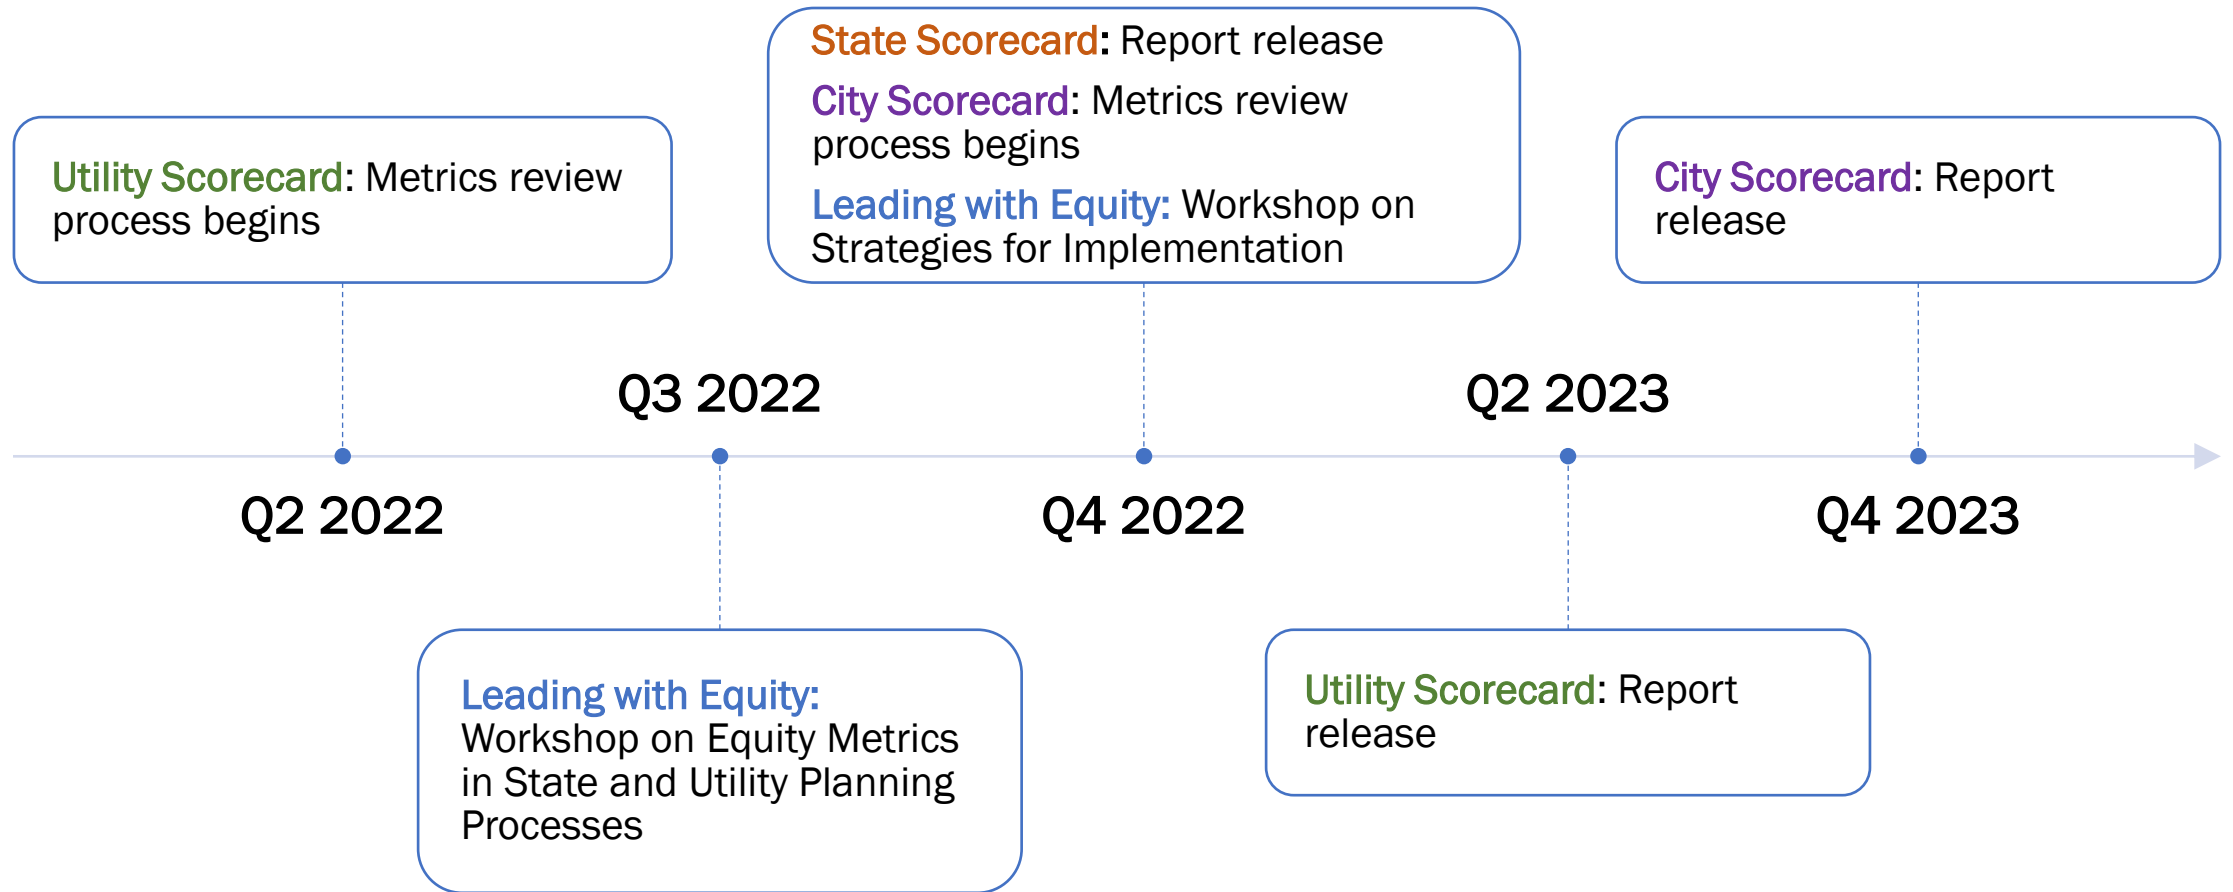 State Scorecard: Report release
City Scorecard: Metrics review
process begins
Leading with Equity: Workshop on
Strategies for Implementation
Utility Scorecard: Metrics review
process begins
City Scorecard: Report
release
Q3 2022
Q2 2023
Q2 2022
Q4 2022
Q4 2023
Leading with Equity:
Workshop on Equity Metrics
in State and Utility Planning
Processes
Utility Scorecard: Report
release